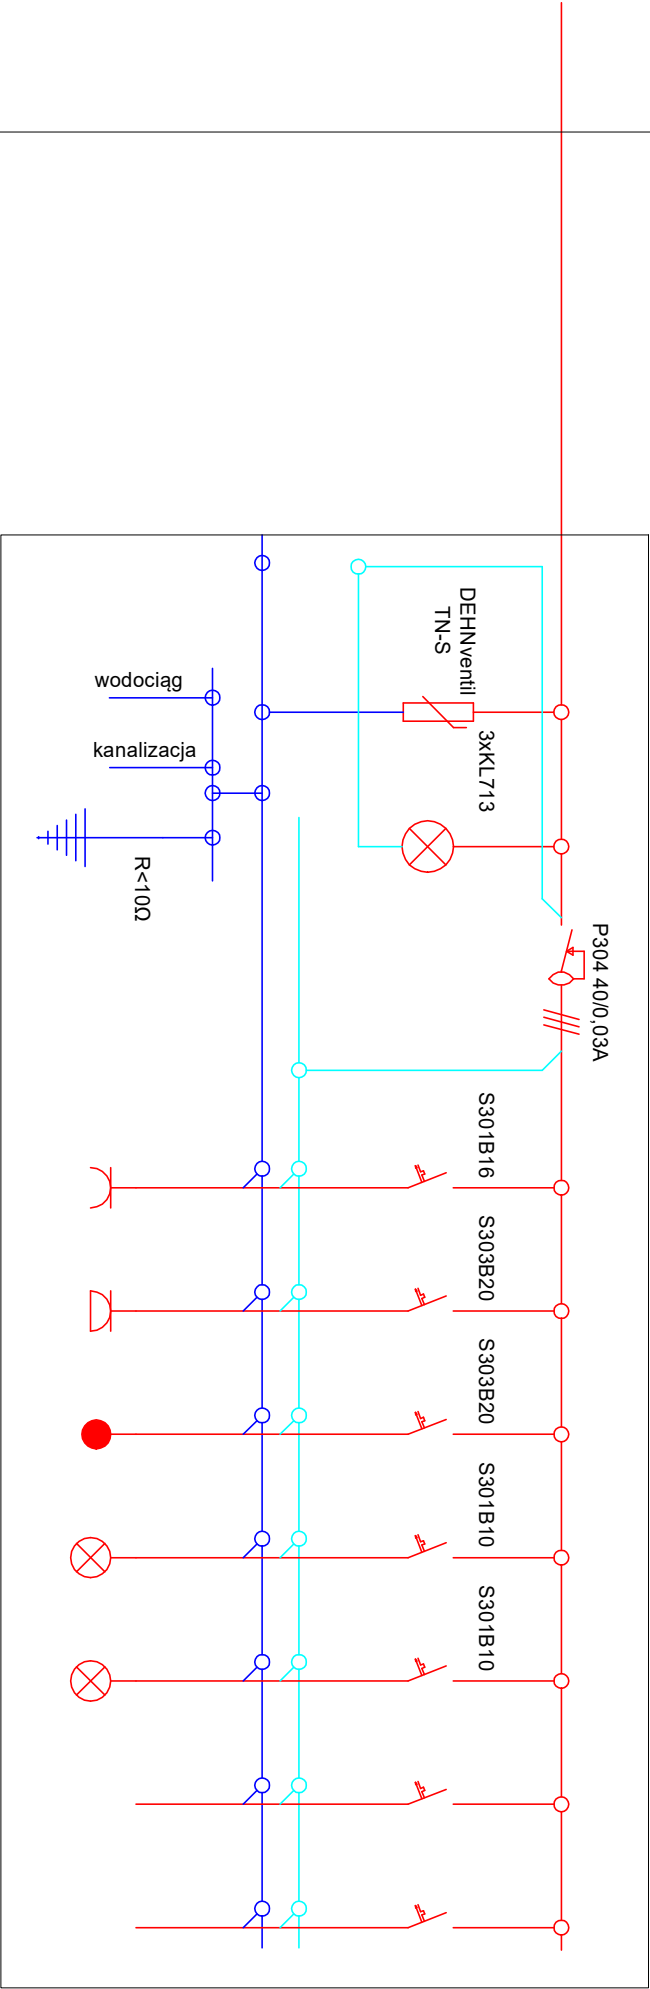 DEHNventil
TN-S
wodociąg
3xKL713
kanalizacja
R<10Ω
P304 40/0,03A
S301B16
S303B20
S303B20
S301B10
S301B10